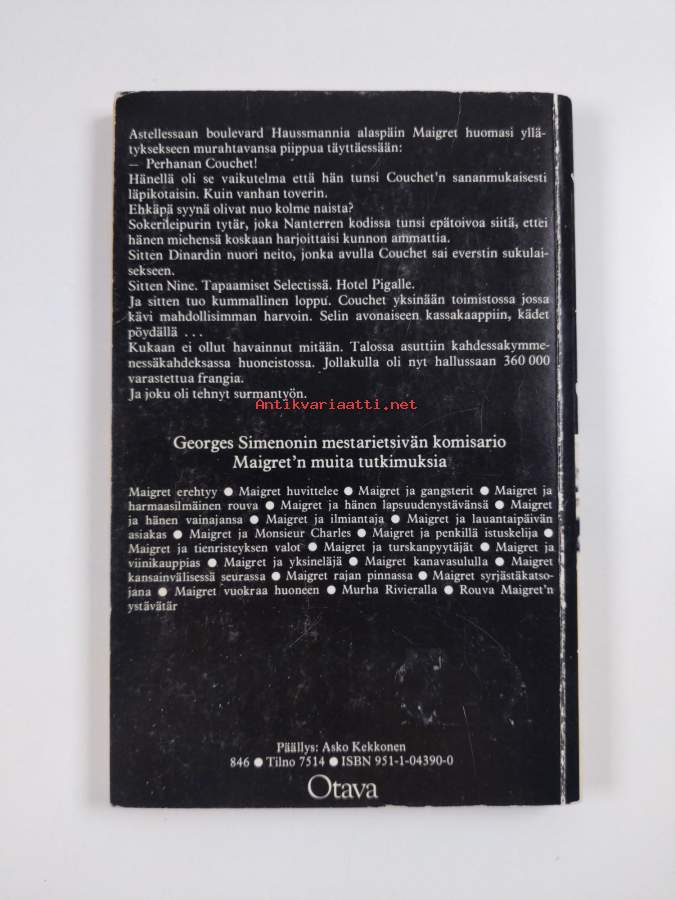 Astellessaan boulevard Haussmannia alaspäin Maigret huomasi yllä-
tyksekseen murahtavansa piippua täyttäessään:
— Perhanan Couchet!
Hänellä oli se vaikutelma että hän tunsi Couchet'n sananmukaisesti
läpikotaisin. Kuin vanhan toverin.
Ehkäpä syynä olivat nuo kolme naista?
Sokerileipurin tytär, joka Nanterren kodissa tunsi epätoivoa siitä, ettei
hänen miehensä koskaan harjoittaisi kunnon ammattia.
Sitten Dinardin nuori neito, jonka avulla Couchet sai everstin sukulai-
sekseen.
Sitten Nine. Tapaamiset Selectissä. Hotel Pigalle.
Ja sitten tuo kummallinen loppu. Couchet yksinään toimistossa jossa
kävi mahdollisimman harvoin. Selin avonaiseen kassakaappiin, kädet
pöydällä ...
Kukaan ei ollut havainnut mitään. Talossa asuttiin kahdessakymme-
nessäkahdeksassa huoneistossa. Jollakulla oli nyt hallussaan 360 000
varastettua frangia.
Ja joku oli tehnyt surmantyön.
Antikvariaatti.net
Georges Simenonin mestarietsivän komisario
Maigret'n muita tutkimuksia
Maigret erehtyy ● Maigret huvittelee ● Maigret ja gangsterit ● Maigret ja
harmaasilmäinen rouva ● Maigret ja hänen lapsuudenystävänsä ● Maigret
ja hänen vainajansa ● Maigret ja ilmiantaja ● Maigret ja lauantaipäivän
asiakas ● Maigret ja Monsieur Charles ● Maigret ja penkillä istuskelija ●
Maigret ja tienristeyksen valot ● Maigret ja turskanpyytäjät ● Maigret ja
viinikauppias ● Maigret ja yksineläjä ● Maigret kanavasululla ● Maigret
kansainvälisessä seurassa ● Maigret rajan pinnassa ● Maigret syrjästäkatso-
jana ● Maigret vuokraa huoneen ● Murha Rivieralla ● Rouva Maigret'n
ystävätär
Päällys: Asko Kekkonen
846 ● Tilno 7514 ● ISBN 951-1-04390-0
Otava